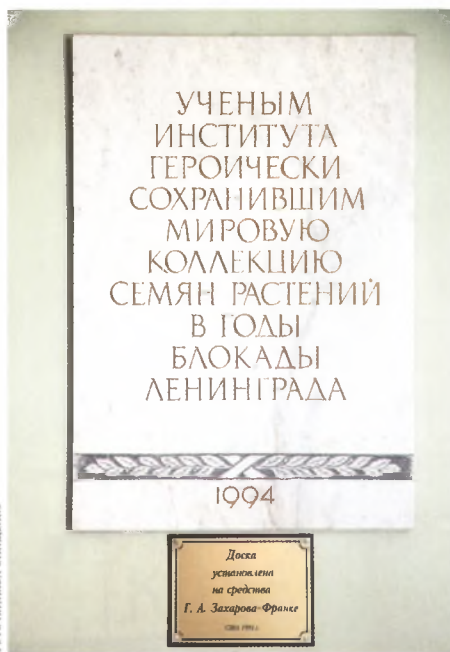 УЧЕНЫМ
ИНСТИТУТА
ГЕРОИЧЕСКИ
СОХРАНИВШИМ
МИРОВУЮ
КОЛЛЕКЦИЮ
СЕМЯН РАСТЕНИЙ
В ГОДЫ
БЛОКАДЫ
ЛЕНИНГРАДА
1994
Доска
установлена
на средства
Г. А. Захарова-Франке